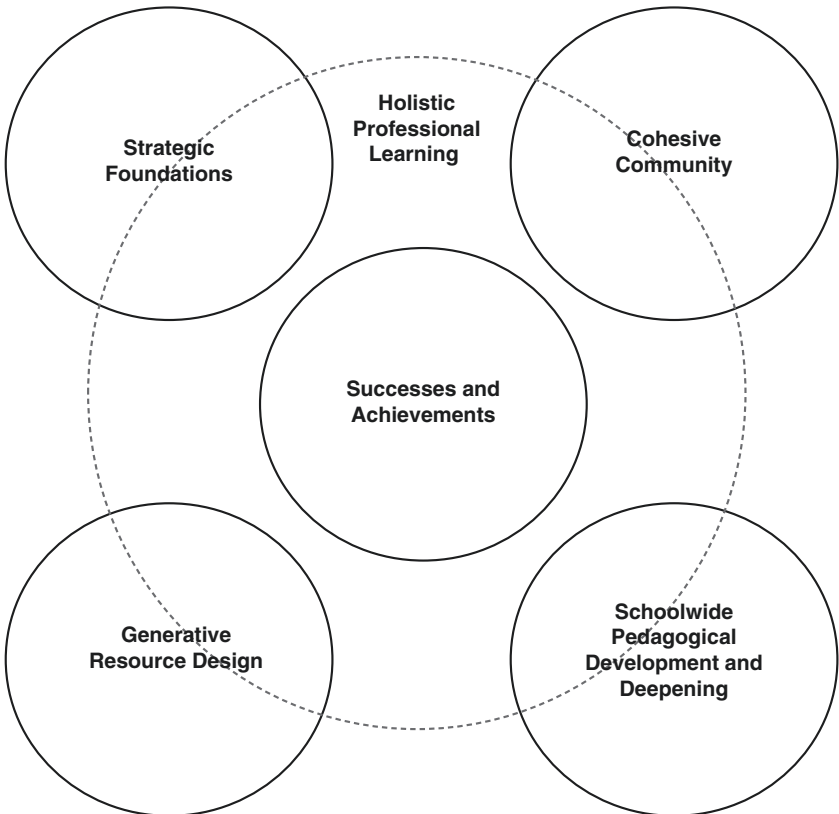 Holistic
Professional
Learning
Strategic
Foundations
Cohesive
Community
Successes and
Achievements
Generative
Resource Design
Schoolwide
Pedagogical
Development and
Deepening